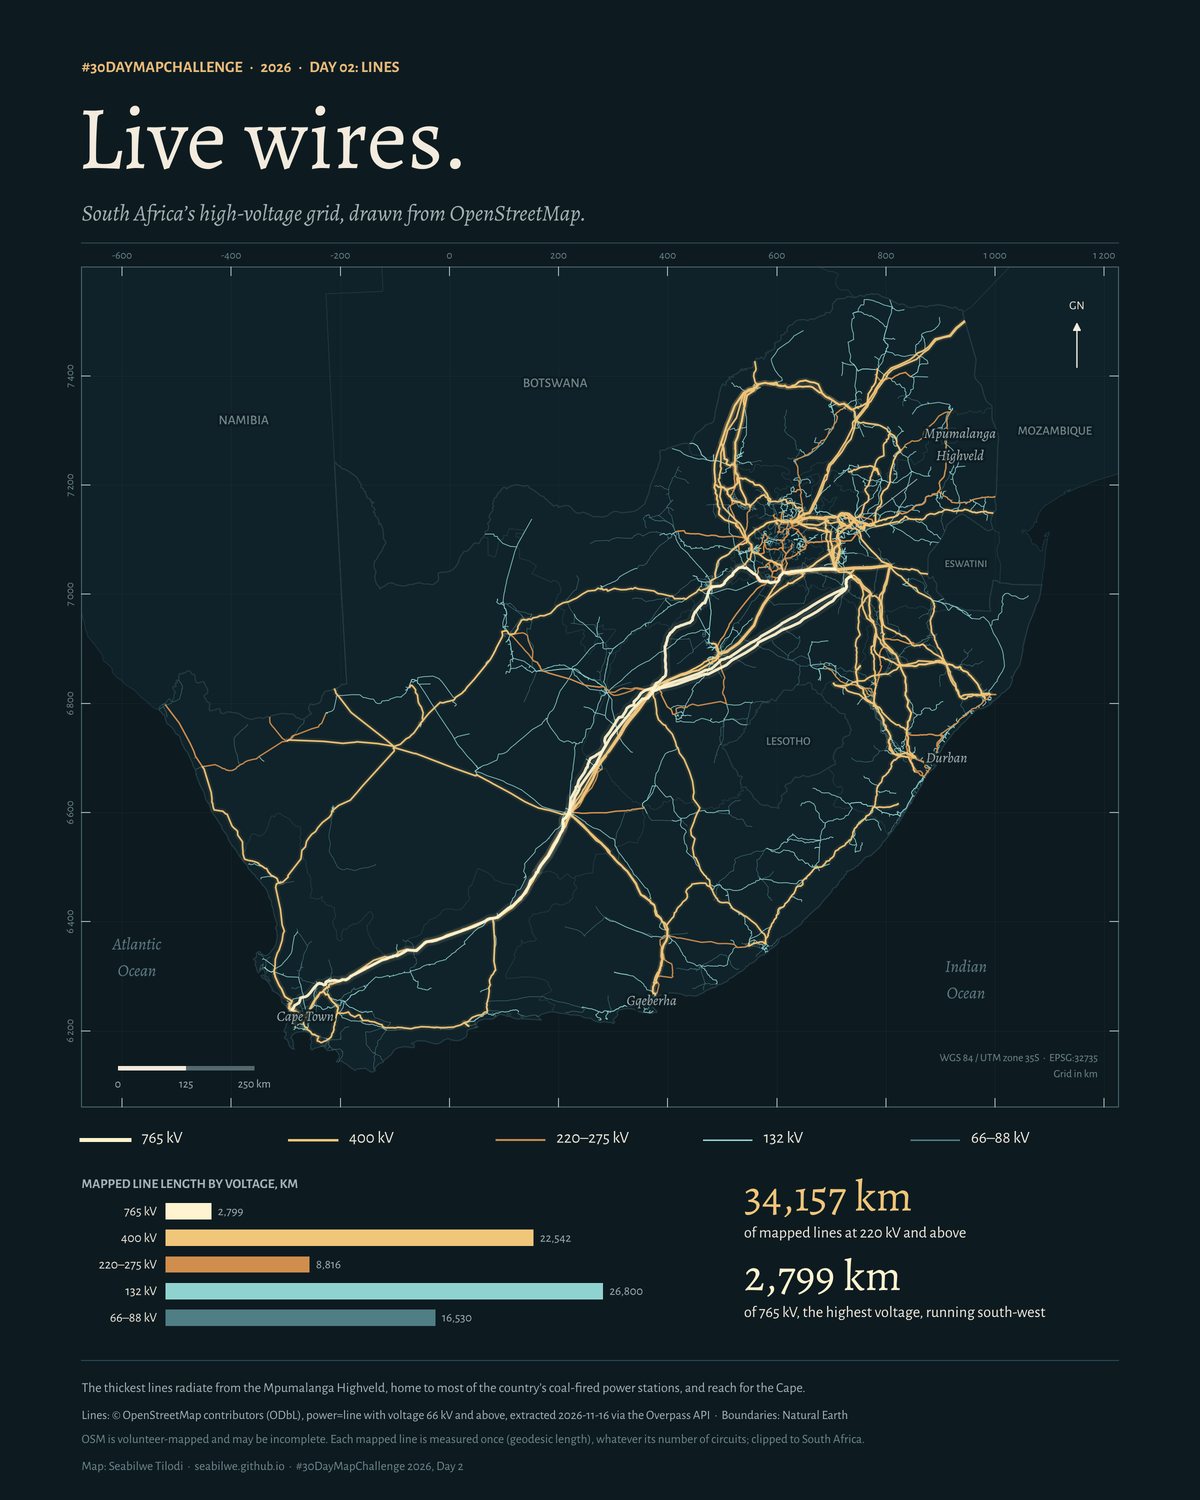 #30DAYMAPCHALLENGE · 2026 · DAY 02: LINES
Live wires.
South Africa's high-voltage grid, drawn from OpenStreetMap.
-600 -400 -200 0 200 400 600 800 1 000 1 200
GN
7 400
BOTSWANA
NAMIBIA
Mpumalanga
Highveld
MOZAMBIQUE
7 200
ESWATINI
7 000
6 800
LESOTHO
Durban
6 600
6 400
Atlantic
Ocean
Indian
Ocean
Gqeberha
Cape Town
6 200
WGS 84 / UTM zone 35S · EPSG:32735
Grid in km
0 125 250 km
765 kV 400 kV 220–275 kV 132 kV 66–88 kV
MAPPED LINE LENGTH BY VOLTAGE, KM
765 kV 2,799
400 kV 22,542
220–275 kV 8,816
132 kV 26,800
66–88 kV 16,530
34,157 km
of mapped lines at 220 kV and above
2,799 km
of 765 kV, the highest voltage, running south-west
The thickest lines radiate from the Mpumalanga Highveld, home to most of the country's coal-fired power stations, and reach for the Cape.
Lines: © OpenStreetMap contributors (ODbL), power=line with voltage 66 kV and above, extracted 2026-11-16 via the Overpass API · Boundaries: Natural Earth
OSM is volunteer-mapped and may be incomplete. Each mapped line is measured once (geodesic length), whatever its number of circuits; clipped to South Africa.
Map: Seabilwe Tilodi · seabilwe.github.io · #30DayMapChallenge 2026, Day 2